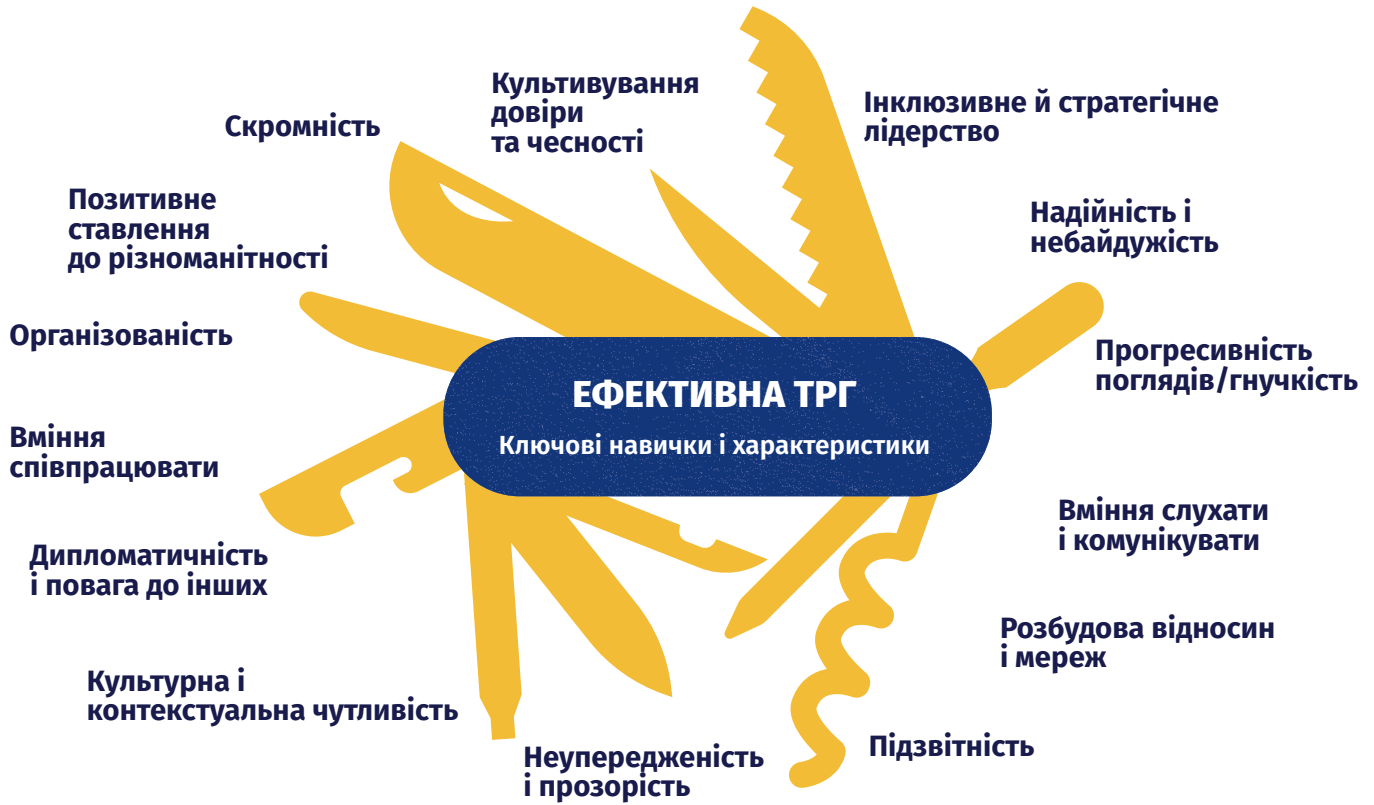 Культивування
довіри
та чесності
Інклюзивне й стратегічне
лідерство
Скромність
Позитивне
ставлення
до різноманітності
Надійність і
небайдужість
Організованість
Прогресивність
поглядів/гнучкість
ЕФЕКТИВНА ТРГ
Ключові навички і характеристики
Вміння
співпрацювати
Вміння слухати
і комунікувати
Дипломатичність
і повага до інших
Розбудова відносин
і мереж
Культурна і
контекстуальна чутливість
Неупередженість
і прозорість
Підзвітність